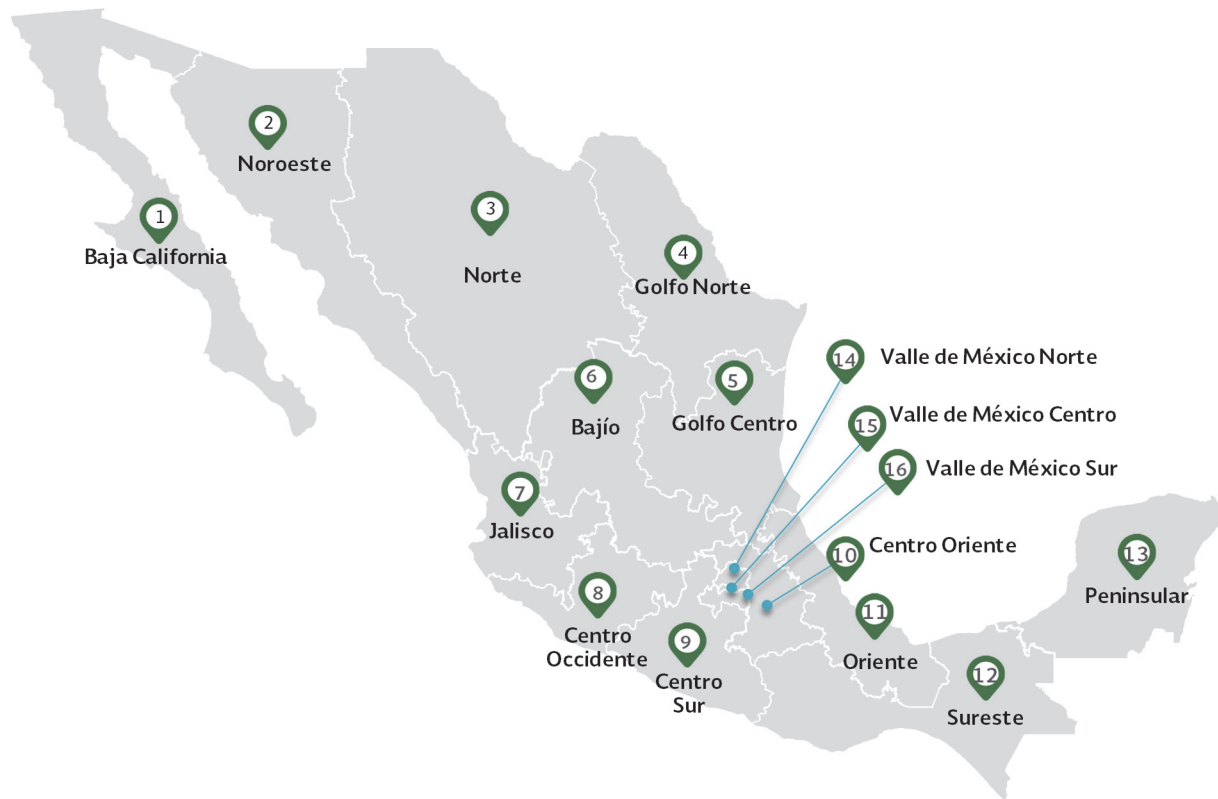 1
Baja California
2
Noroeste
3
Norte
4
Golfo Norte
5
Golfo Centro
6
Bajío
7
Jalisco
8
Centro
Occidente
9
Centro
Sur
10
Centro Oriente
11
Oriente
12
Sureste
13
Peninsular
14
Valle de México Norte
15
Valle de México Centro
16
Valle de México Sur